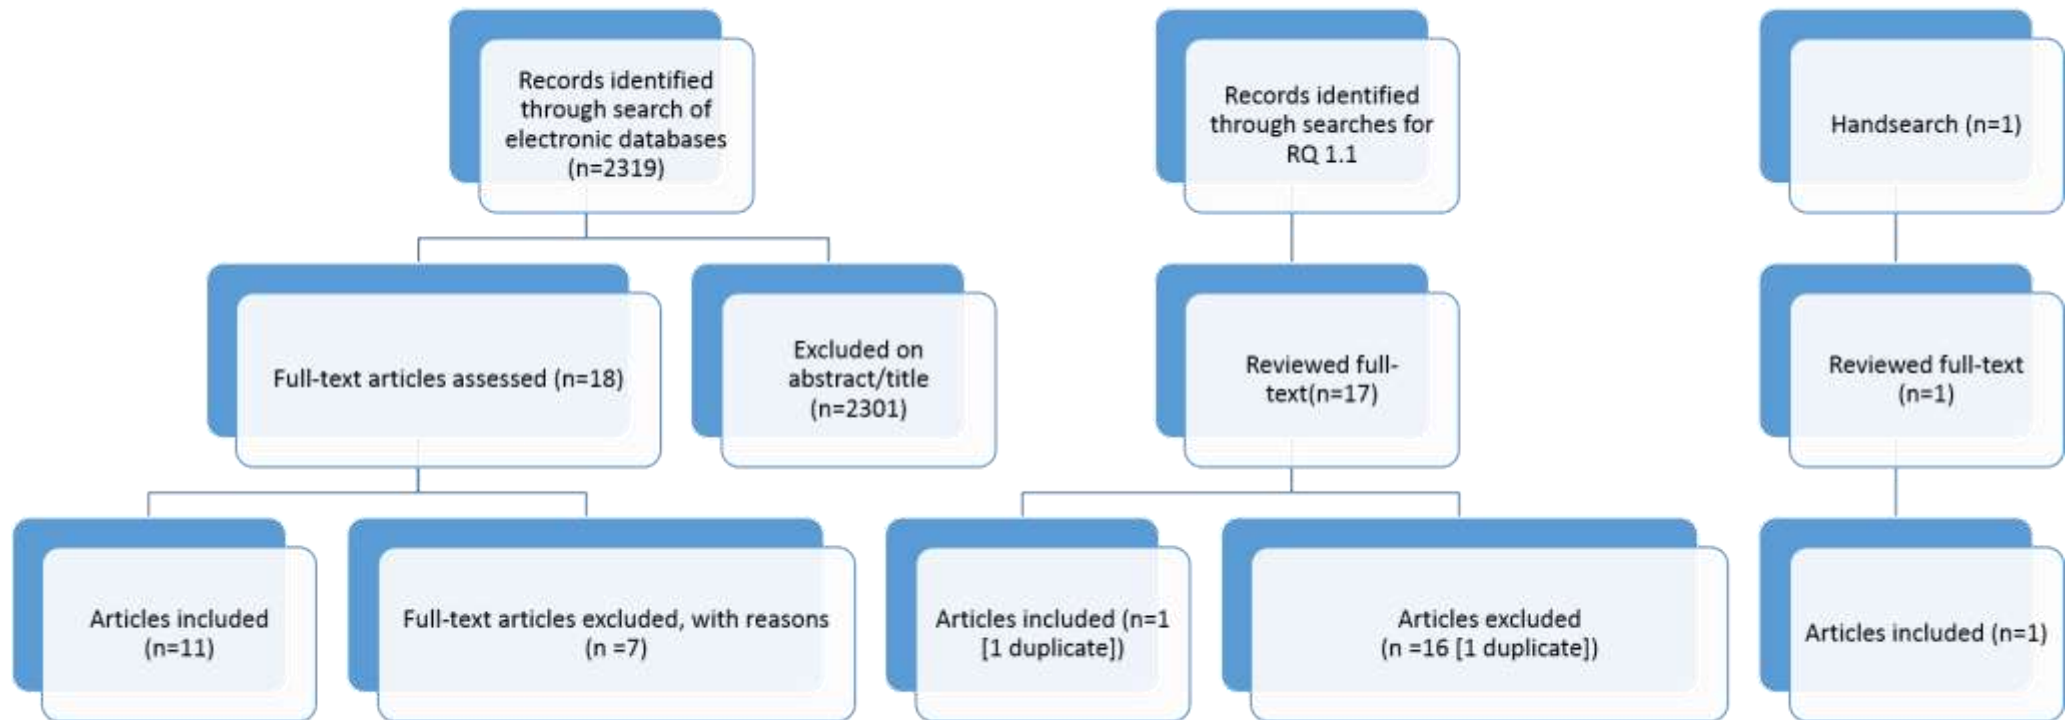 Records identified
through search of
electronic databases
(n=2319)
Records identified
through searches for
RQ 1.1
Handsearch (n=1)
Full-text articles assessed (n=18)
Excluded on
abstract/title
(n=2301)
Reviewed full-
text(n=17)
Reviewed full-text
(n=1)
Articles included
(n=11)
Full-text articles excluded, with reasons
(n =7)
Articles included (n=1
[1 duplicate])
Articles excluded
(n =16 [1 duplicate])
Articles included (n=1)